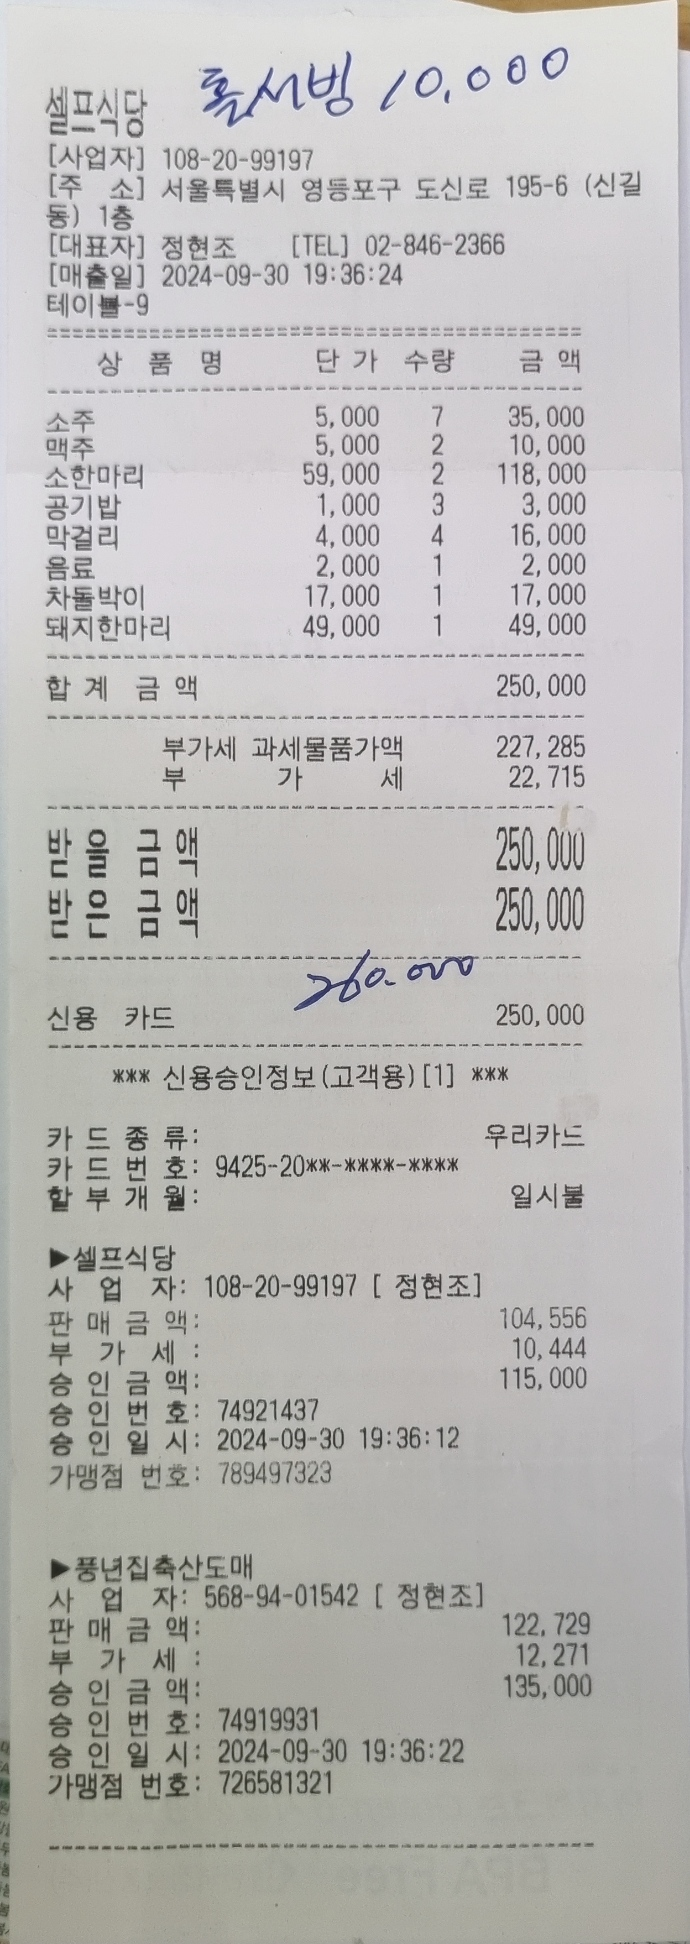 홀서빙 10,000
셀프식당
[사업자] 108-20-99197
[주 소] 서울특별시 영등포구 도신로 195-6 (신길
동) 1층
[대표자] 정현조 [TEL] 02-846-2366
[매출일] 2024-09-30 19:36:24
테이블-9
상 품 명 단 가 수량 금 액
소주 5,000 7 35,000
맥주 5,000 2 10,000
소한마리 59,000 2 118,000
공기밥 1,000 3 3,000
막걸리 4,000 4 16,000
음료 2,000 1 2,000
차돌박이 17,000 1 17,000
돼지한마리 49,000 1 49,000
합 계 금 액 250,000
부가세 과세물품가액 227,285
부 가 세 22,715
받 을 금 액 250,000
받 은 금 액 250,000
260.000
신용 카드 250,000
*** 신용승인정보(고객용)[1] ***
카 드 종 류: 우리카드
카 드 번 호: 9425-20**-****-****
할 부 개 월: 일시불
▶셀프식당
사 업 자: 108-20-99197 [ 정현조]
판 매 금 액: 104,556
부 가 세 : 10,444
승 인 금 액: 115,000
승 인 번 호: 74921437
승 인 일 시: 2024-09-30 19:36:12
가맹점 번호: 789497323
▶풍년집축산도매
사 업 자: 568-94-01542 [ 정현조]
판 매 금 액: 122,729
부 가 세 : 12,271
승 인 금 액: 135,000
승 인 번 호: 74919931
승 인 일 시: 2024-09-30 19:36:22
가맹점 번호: 726581321